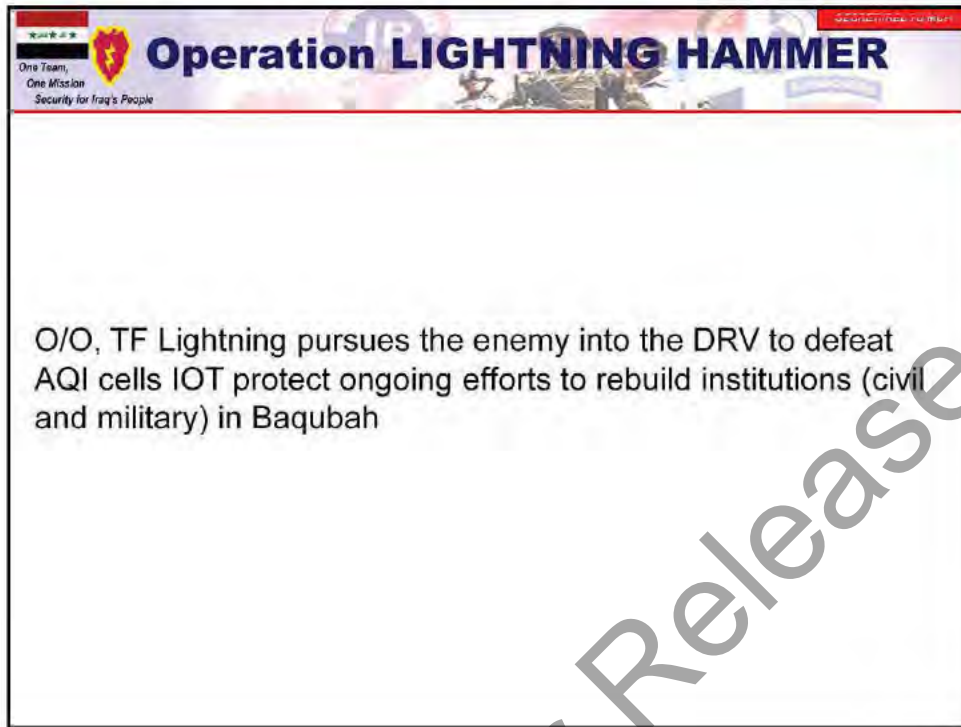 One Team,
One Mission
Security for Iraq's People
Operation LIGHTNING HAMMER
O/O, TF Lightning pursues the enemy into the DRV to defeat
AQI cells IOT protect ongoing efforts to rebuild institutions (civil
and military) in Baqubah
Release